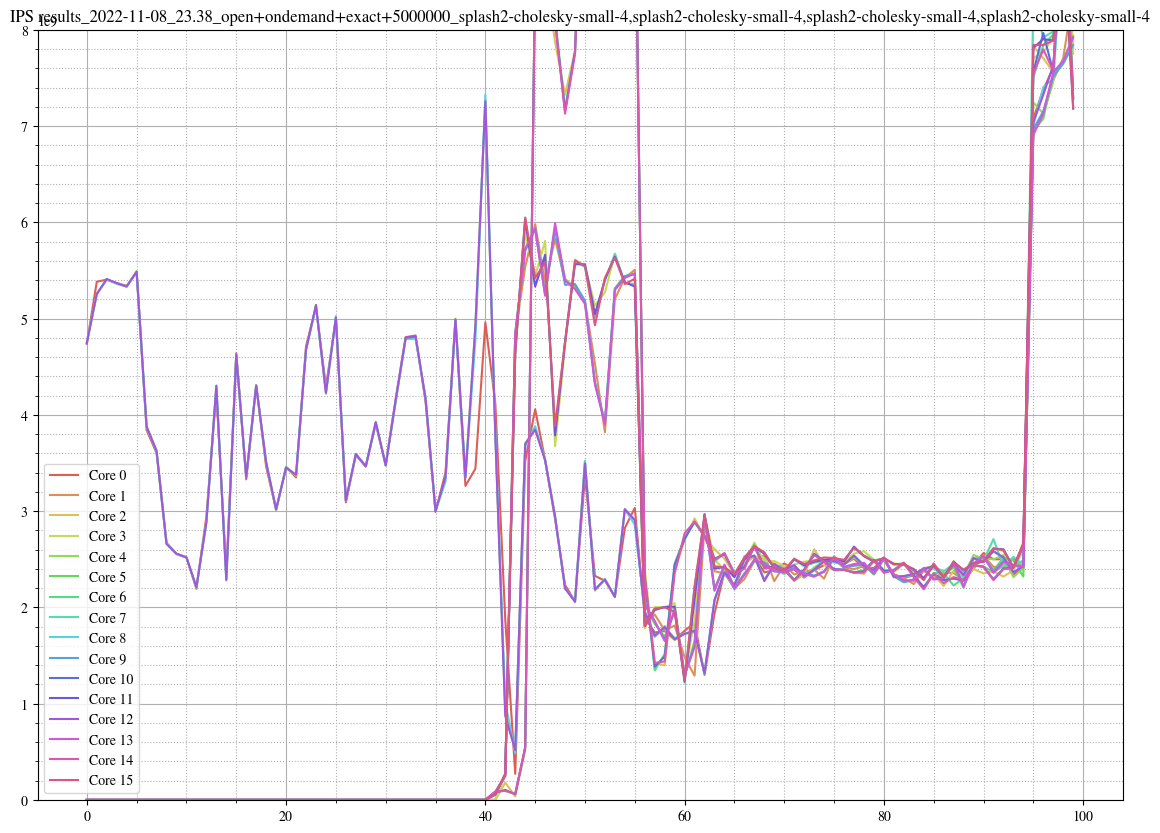 IPS results_2022-11-08_23.38_open+ondemand+exact+5000000_splash2-cholesky-small-4,splash2-cholesky-small-4,splash2-cholesky-small-4,splash2-cholesky-small-4
1e9
8
7
6
5
4
3
2
1
0
Core 0
Core 1
Core 2
Core 3
Core 4
Core 5
Core 6
Core 7
Core 8
Core 9
Core 10
Core 11
Core 12
Core 13
Core 14
Core 15
0 20 40 60 80 100